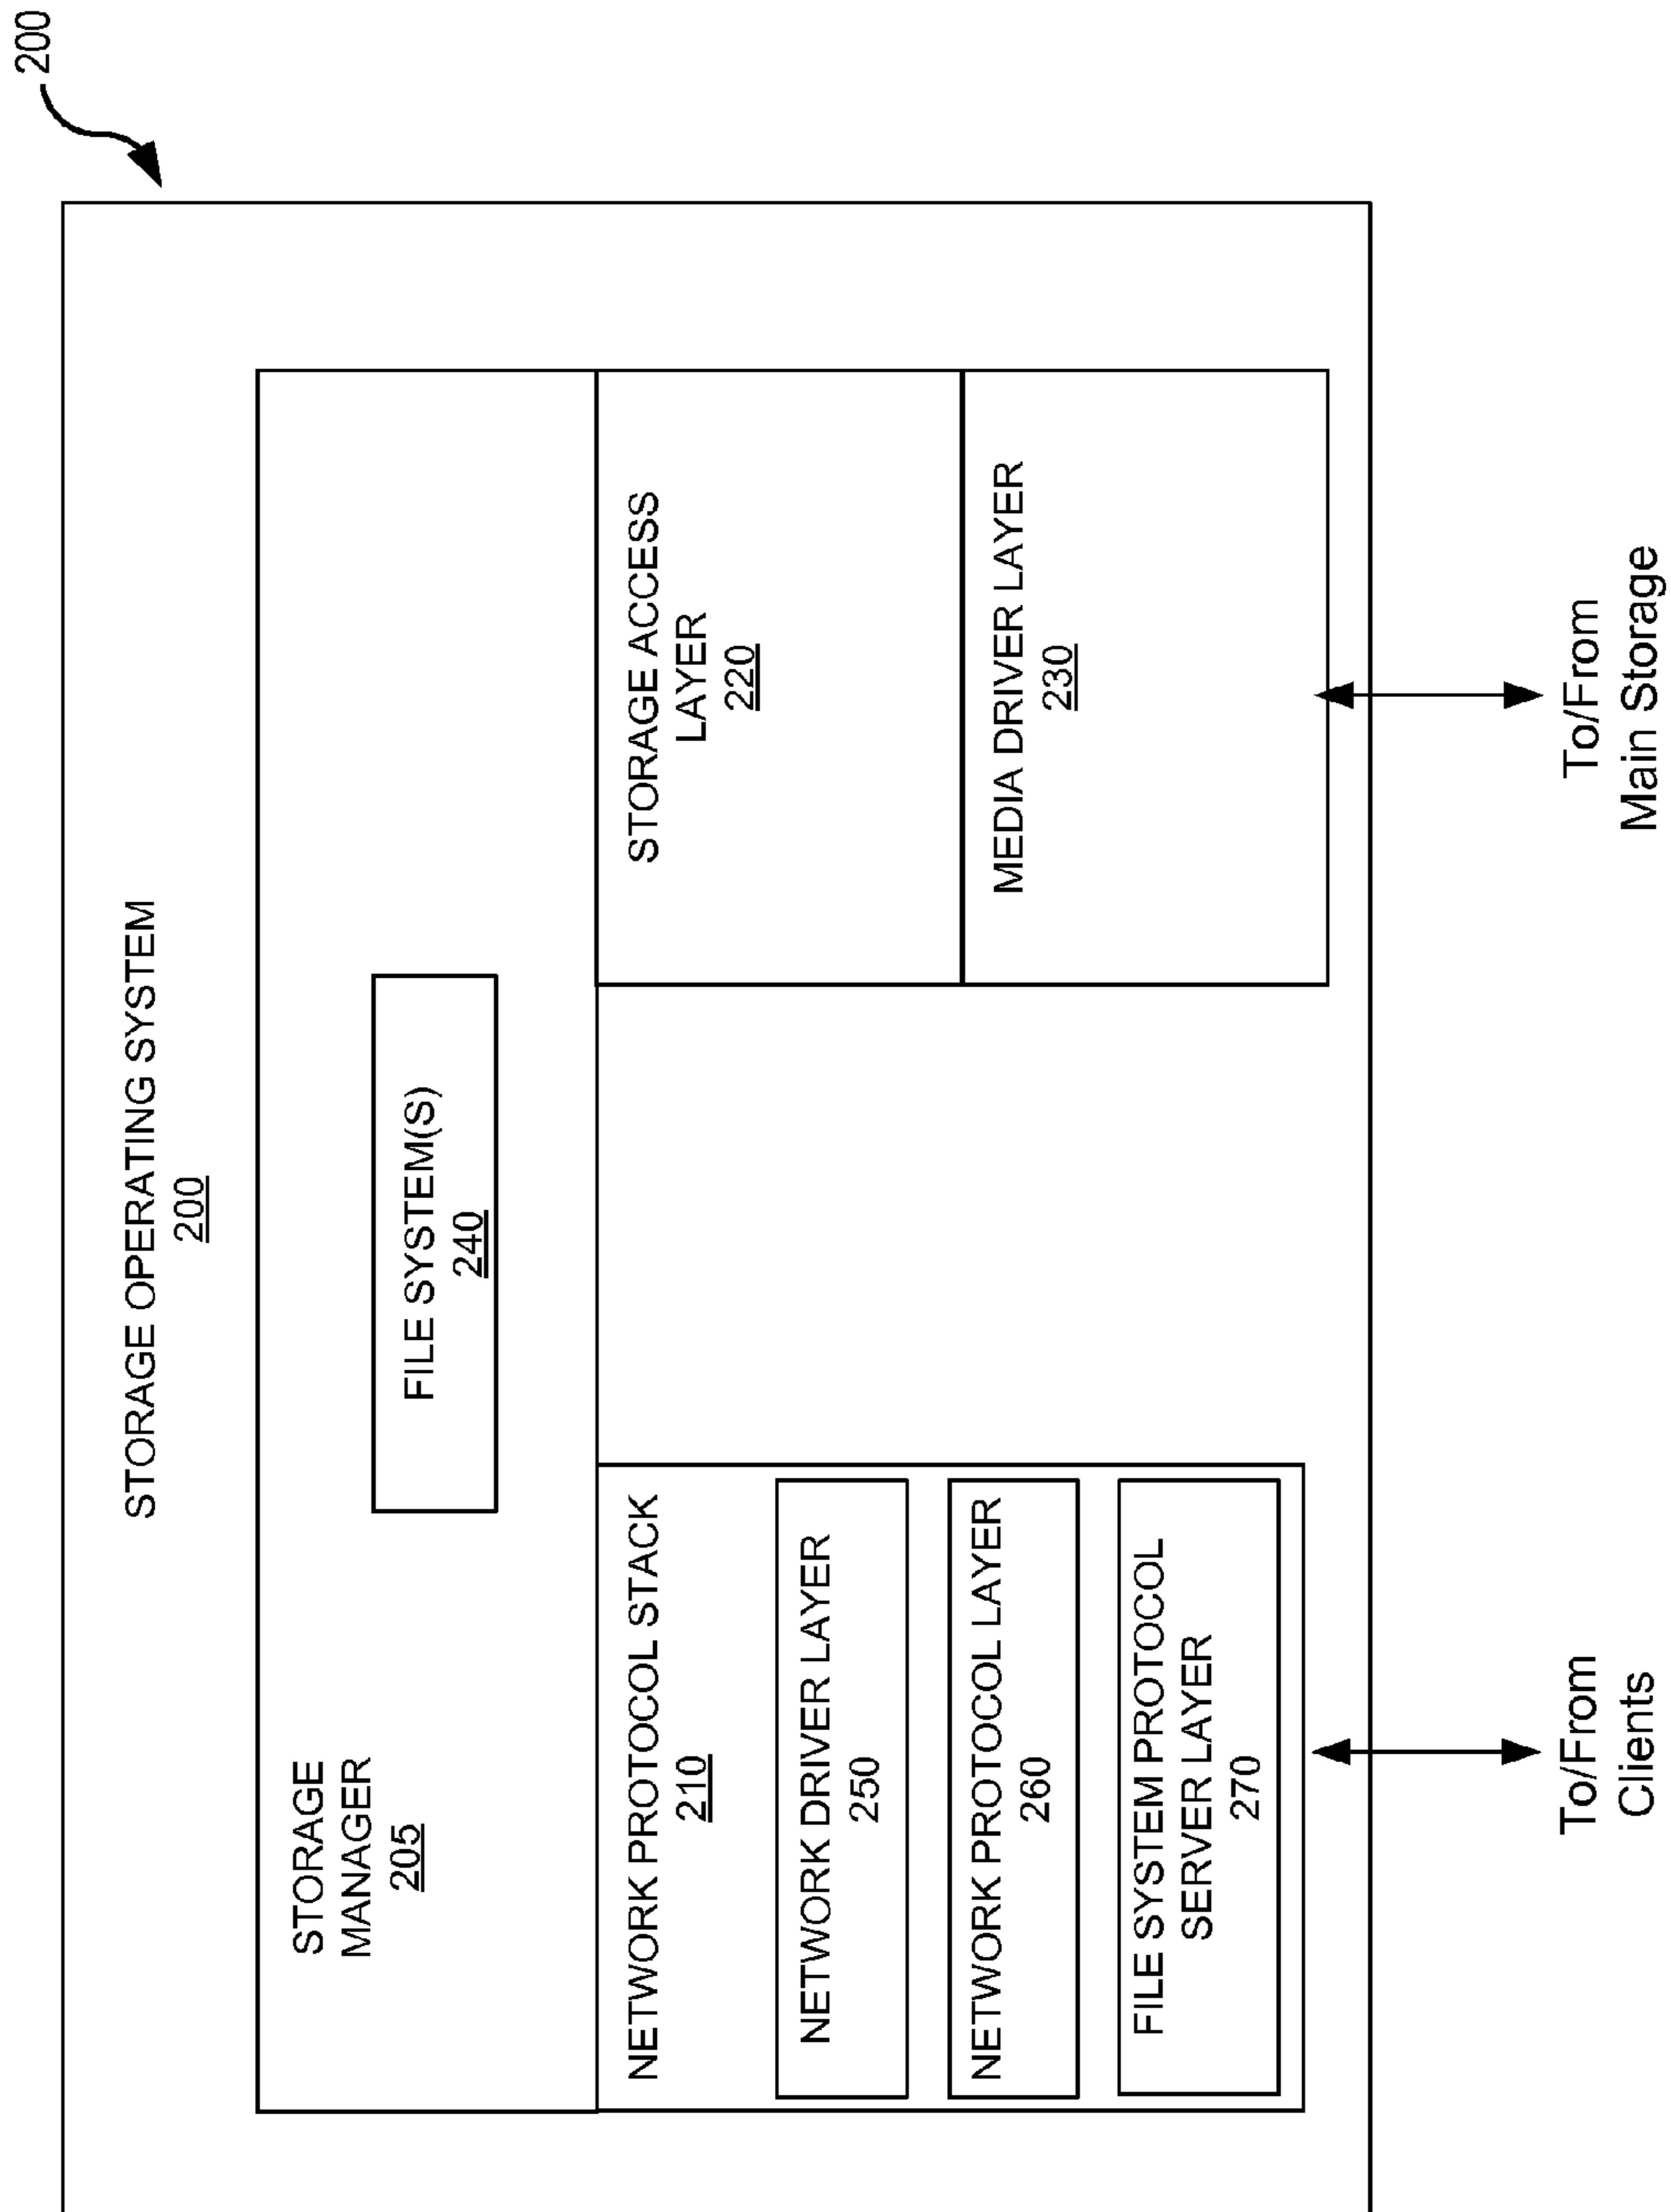 200
STORAGE OPERATING SYSTEM
200
STORAGE
MANAGER
205
FILE SYSTEM(S)
240
NETWORK PROTOCOL STACK
210
NETWORK DRIVER LAYER
250
NETWORK PROTOCOL LAYER
260
FILE SYSTEM PROTOCOL
SERVER LAYER
270
STORAGE ACCESS
LAYER
220
MEDIA DRIVER LAYER
230
To/From
Clients
To/From
Main Storage